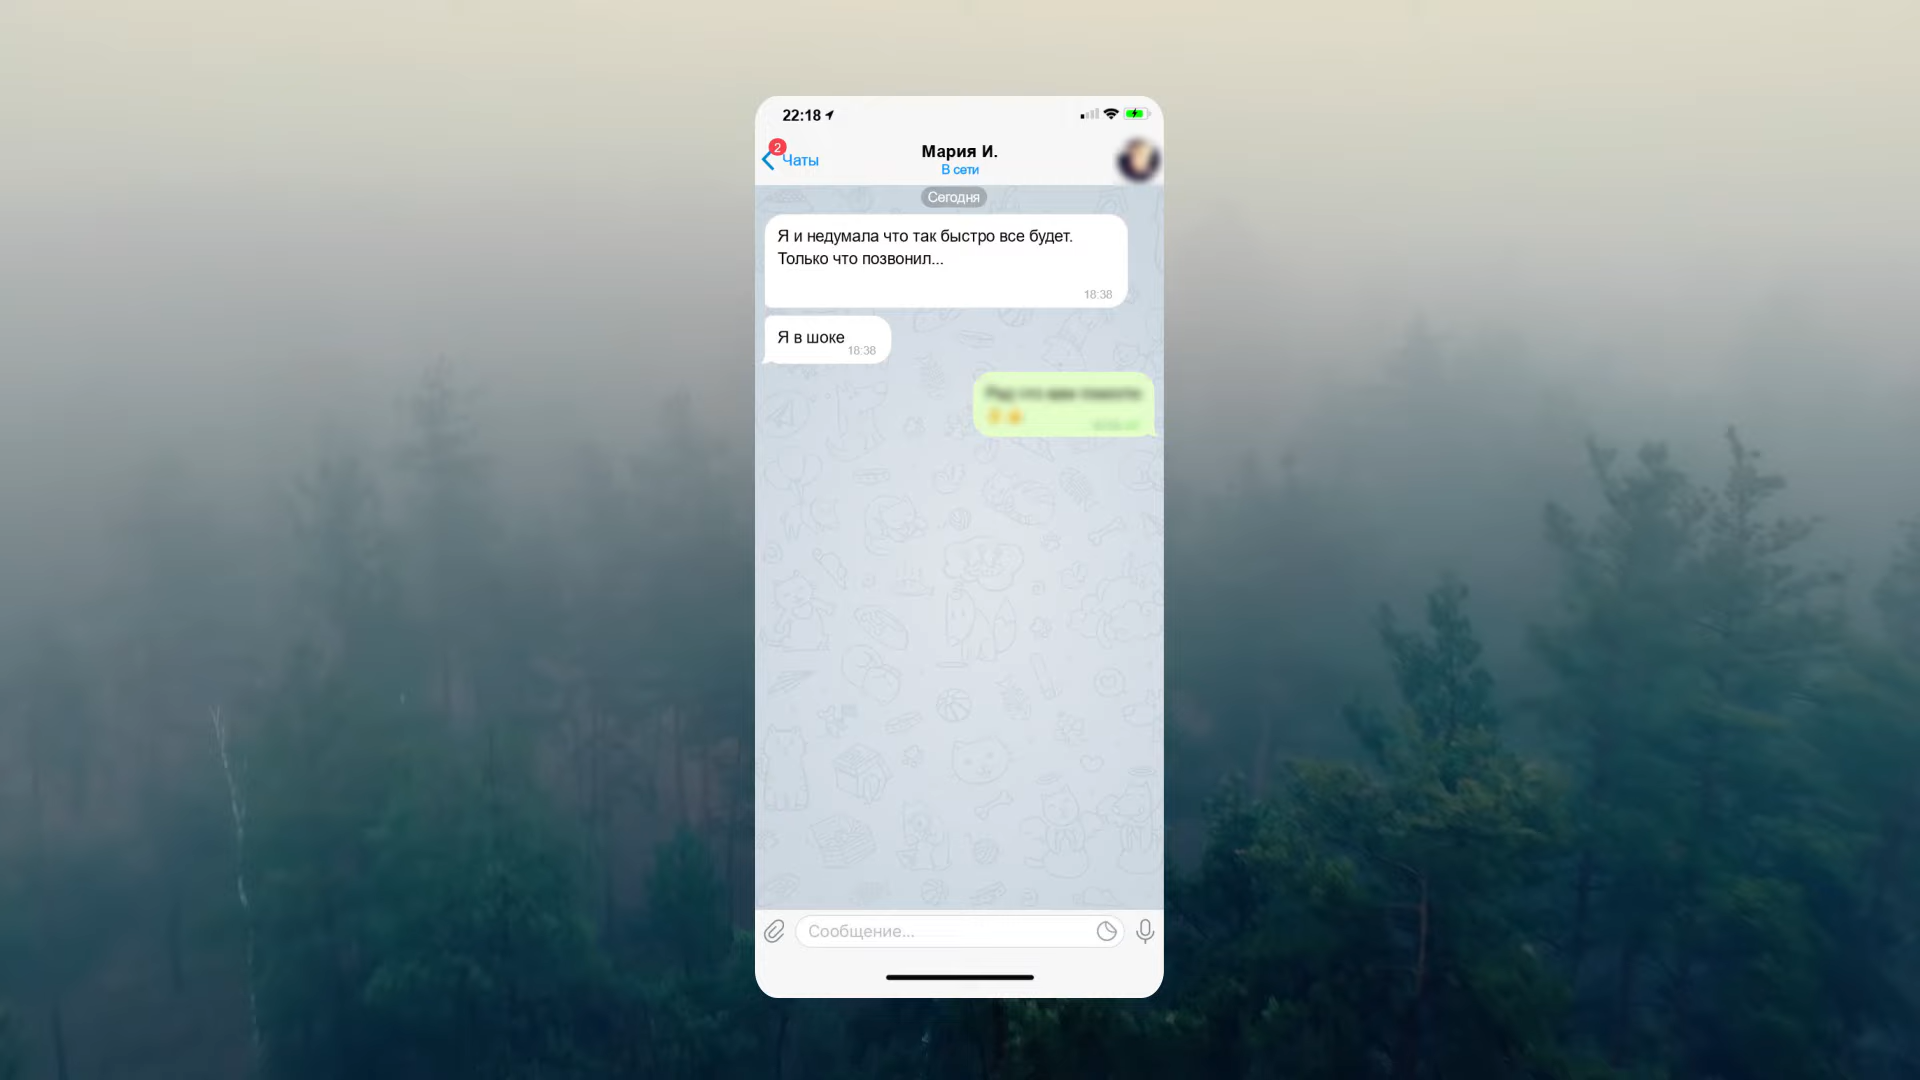 22:18
2
Чаты
Мария И.
В сети
Сегодня
Я и недумала что так быстро все будет.
Только что позвонил...
18:38
Я в шоке
18:38
Сообщение...